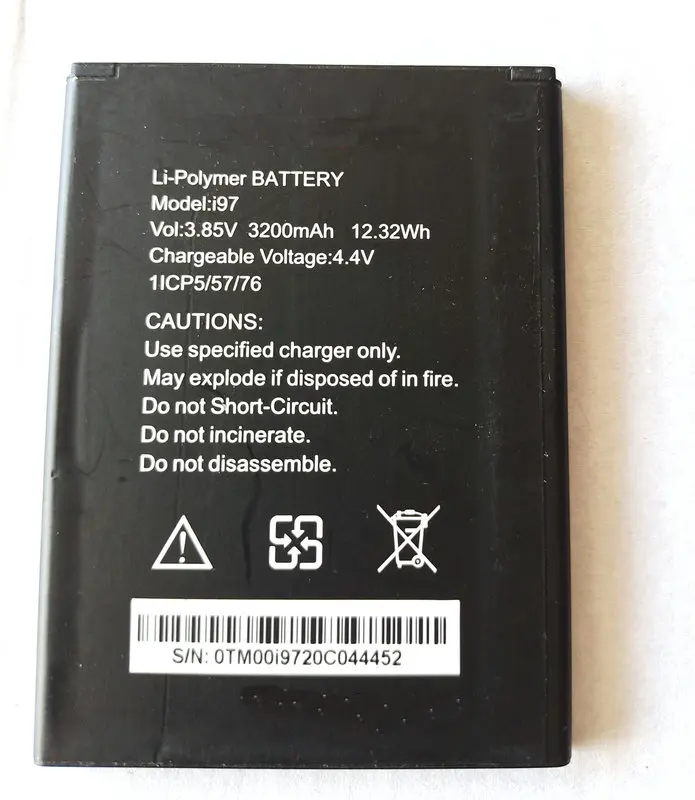 Li-Polymer BATTERY
Model:i97
Vol:3.85V 3200mAh 12.32Wh
Chargeable Voltage:4.4V
1ICP5/57/76
CAUTIONS:
Use specified charger only.
May explode if disposed of in fire.
Do not Short-Circuit.
Do not incinerate.
Do not disassemble.
S/N: 0TM00i9720C044452